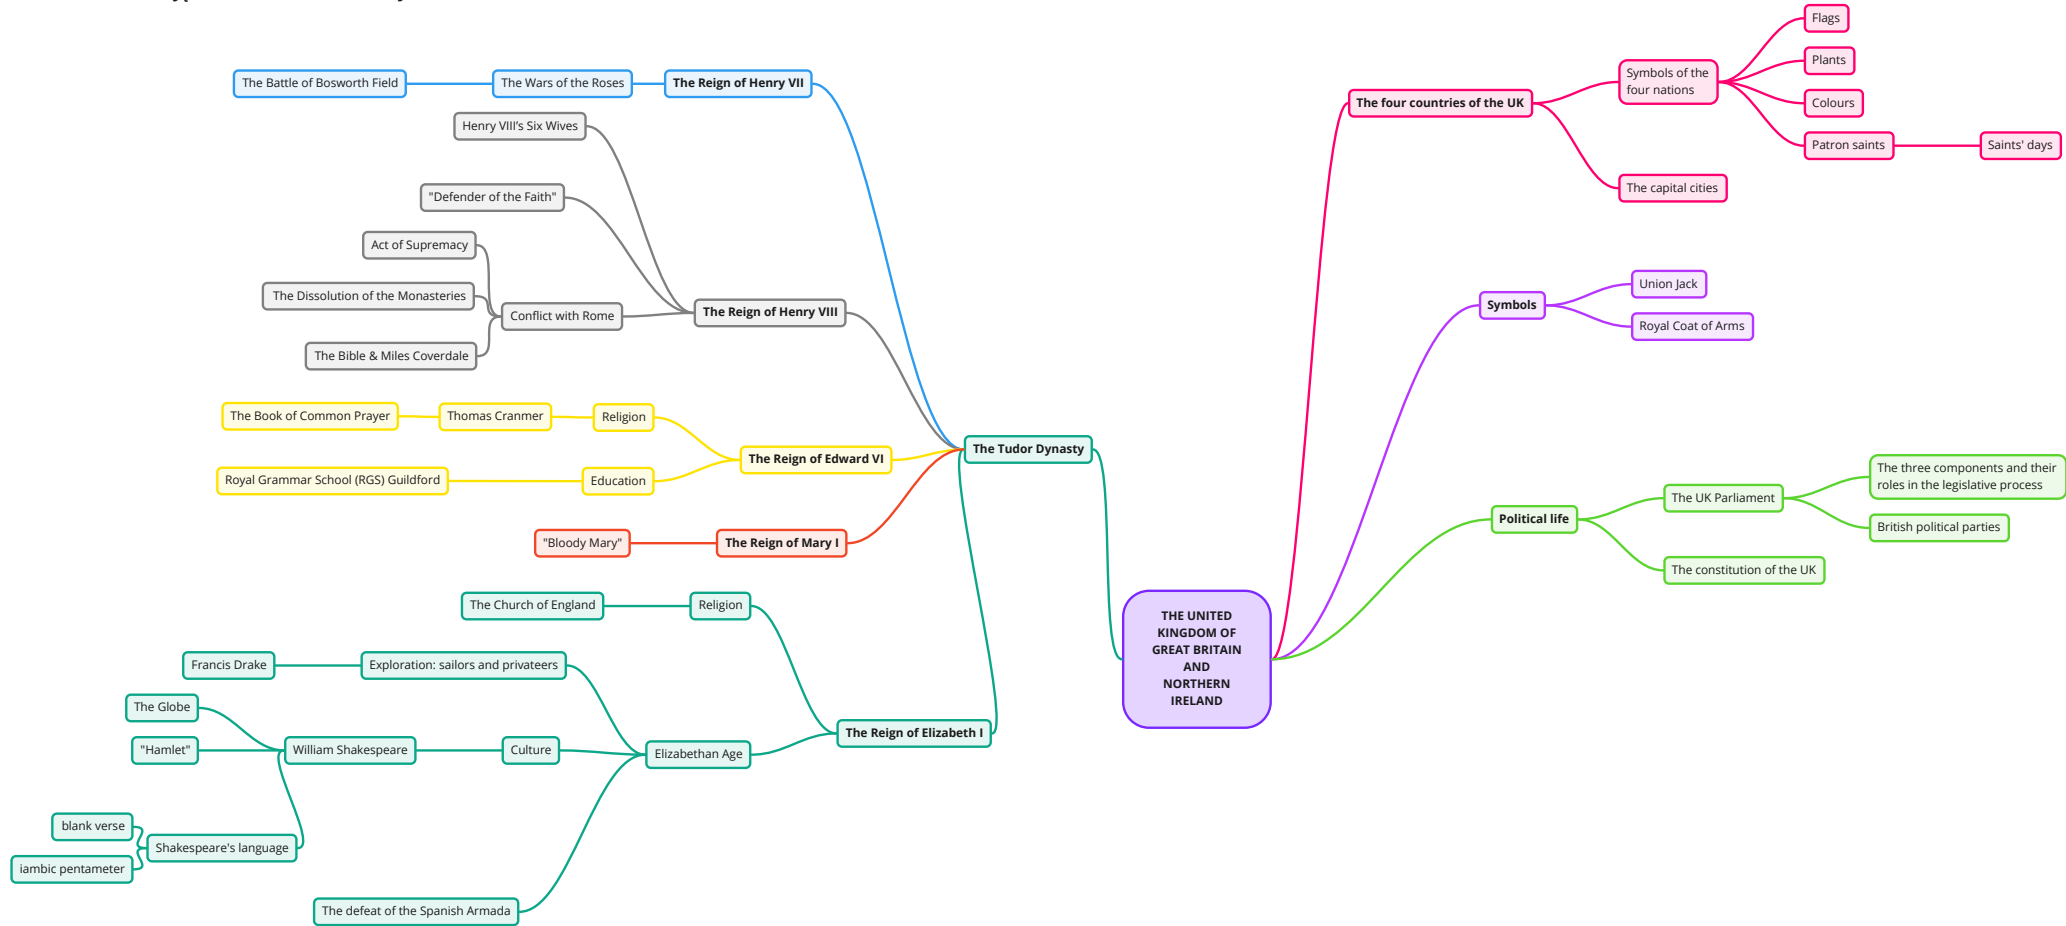 The Battle of Bosworth Field
The Wars of the Roses
The Reign of Henry VII
Henry VIII's Six Wives
"Defender of the Faith"
Act of Supremacy
The Dissolution of the Monasteries
The Bible & Miles Coverdale
Conflict with Rome
The Reign of Henry VIII
The Book of Common Prayer
Thomas Cranmer
Religion
Royal Grammar School (RGS) Guildford
Education
The Reign of Edward VI
"Bloody Mary"
The Reign of Mary I
The Tudor Dynasty
The Church of England
Religion
Francis Drake
Exploration: sailors and privateers
The Globe
"Hamlet"
William Shakespeare
Culture
Elizabethan Age
The Reign of Elizabeth I
blank verse
iambic pentameter
Shakespeare's language
The defeat of the Spanish Armada
THE UNITED
KINGDOM OF
GREAT BRITAIN
AND
NORTHERN
IRELAND
The four countries of the UK
Symbols of the
four nations
Flags
Plants
Colours
Patron saints
Saints' days
The capital cities
Symbols
Union Jack
Royal Coat of Arms
Political life
The UK Parliament
The three components and their
roles in the legislative process
British political parties
The constitution of the UK